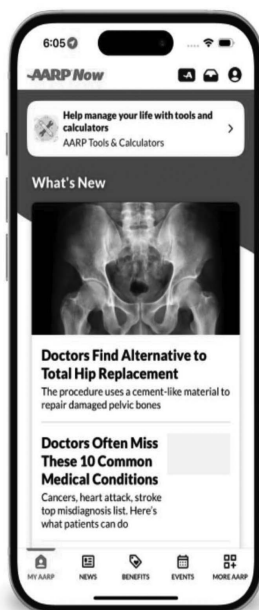 6:05
AARP Now
-A
Help manage your life with tools and
calculators
AARP Tools & Calculators
What's New
Doctors Find Alternative to
Total Hip Replacement
The procedure uses a cement-like material to
repair damaged pelvic bones
Doctors Often Miss
These 10 Common
Medical Conditions
Cancers, heart attack, stroke
top misdiagnosis list. Here's
what patients can do
MY AARP NEWS BENEFITS EVENTS MORE AARP